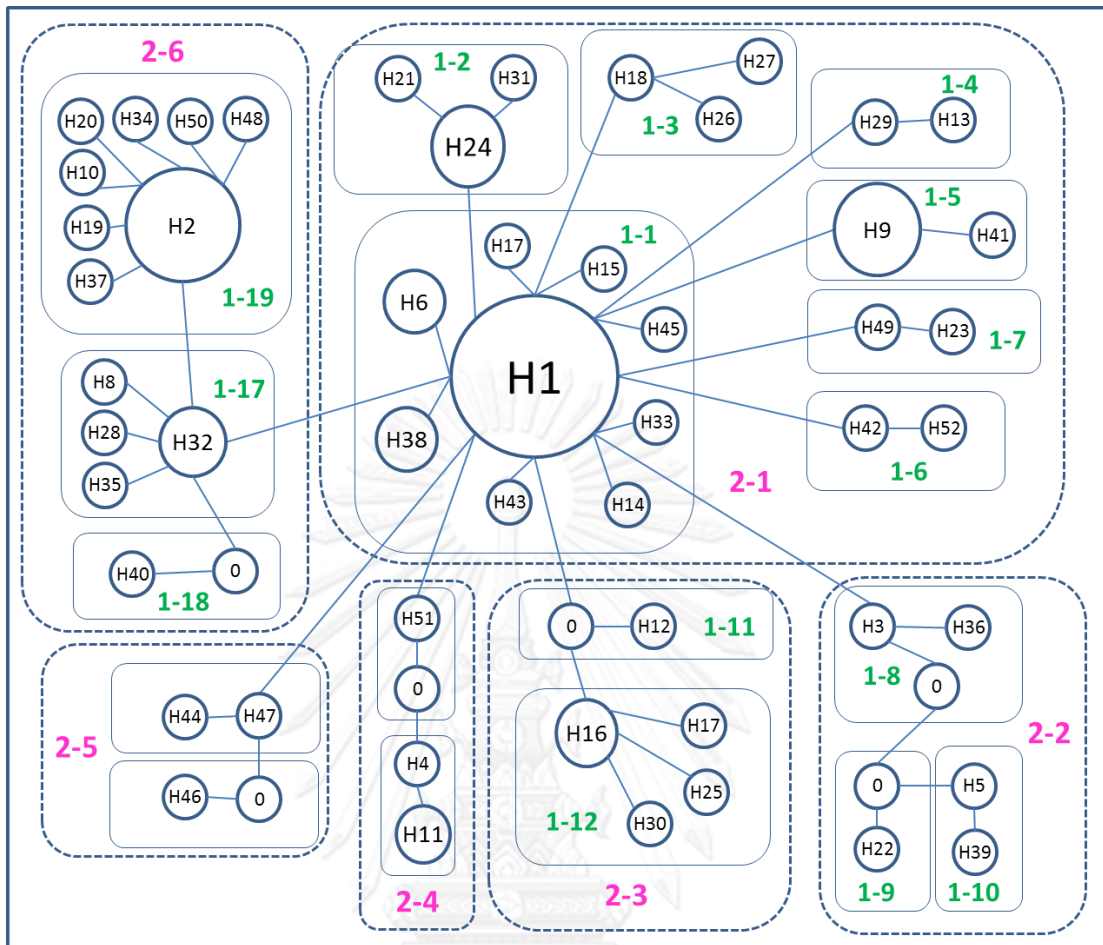 2-6
H20
H34
H50
H48
H10
H2
H19
H37
1-19
H8
1-17
H28
H32
H35
H40
0
1-18
1-2
H21
H31
H24
H18
H27
1-3
H26
1-4
H29
H13
1-5
H9
H41
H17
1-1
H15
H6
H45
H1
H49
H23
1-7
H38
H33
H42
H52
1-6
H43
H14
2-1
2-5
H44
H47
H46
0
H51
0
H4
H11
2-4
0
H12
1-11
H16
H17
H25
1-12
H30
2-3
H3
H36
1-8
0
2-2
0
H5
H22
H39
1-9
1-10